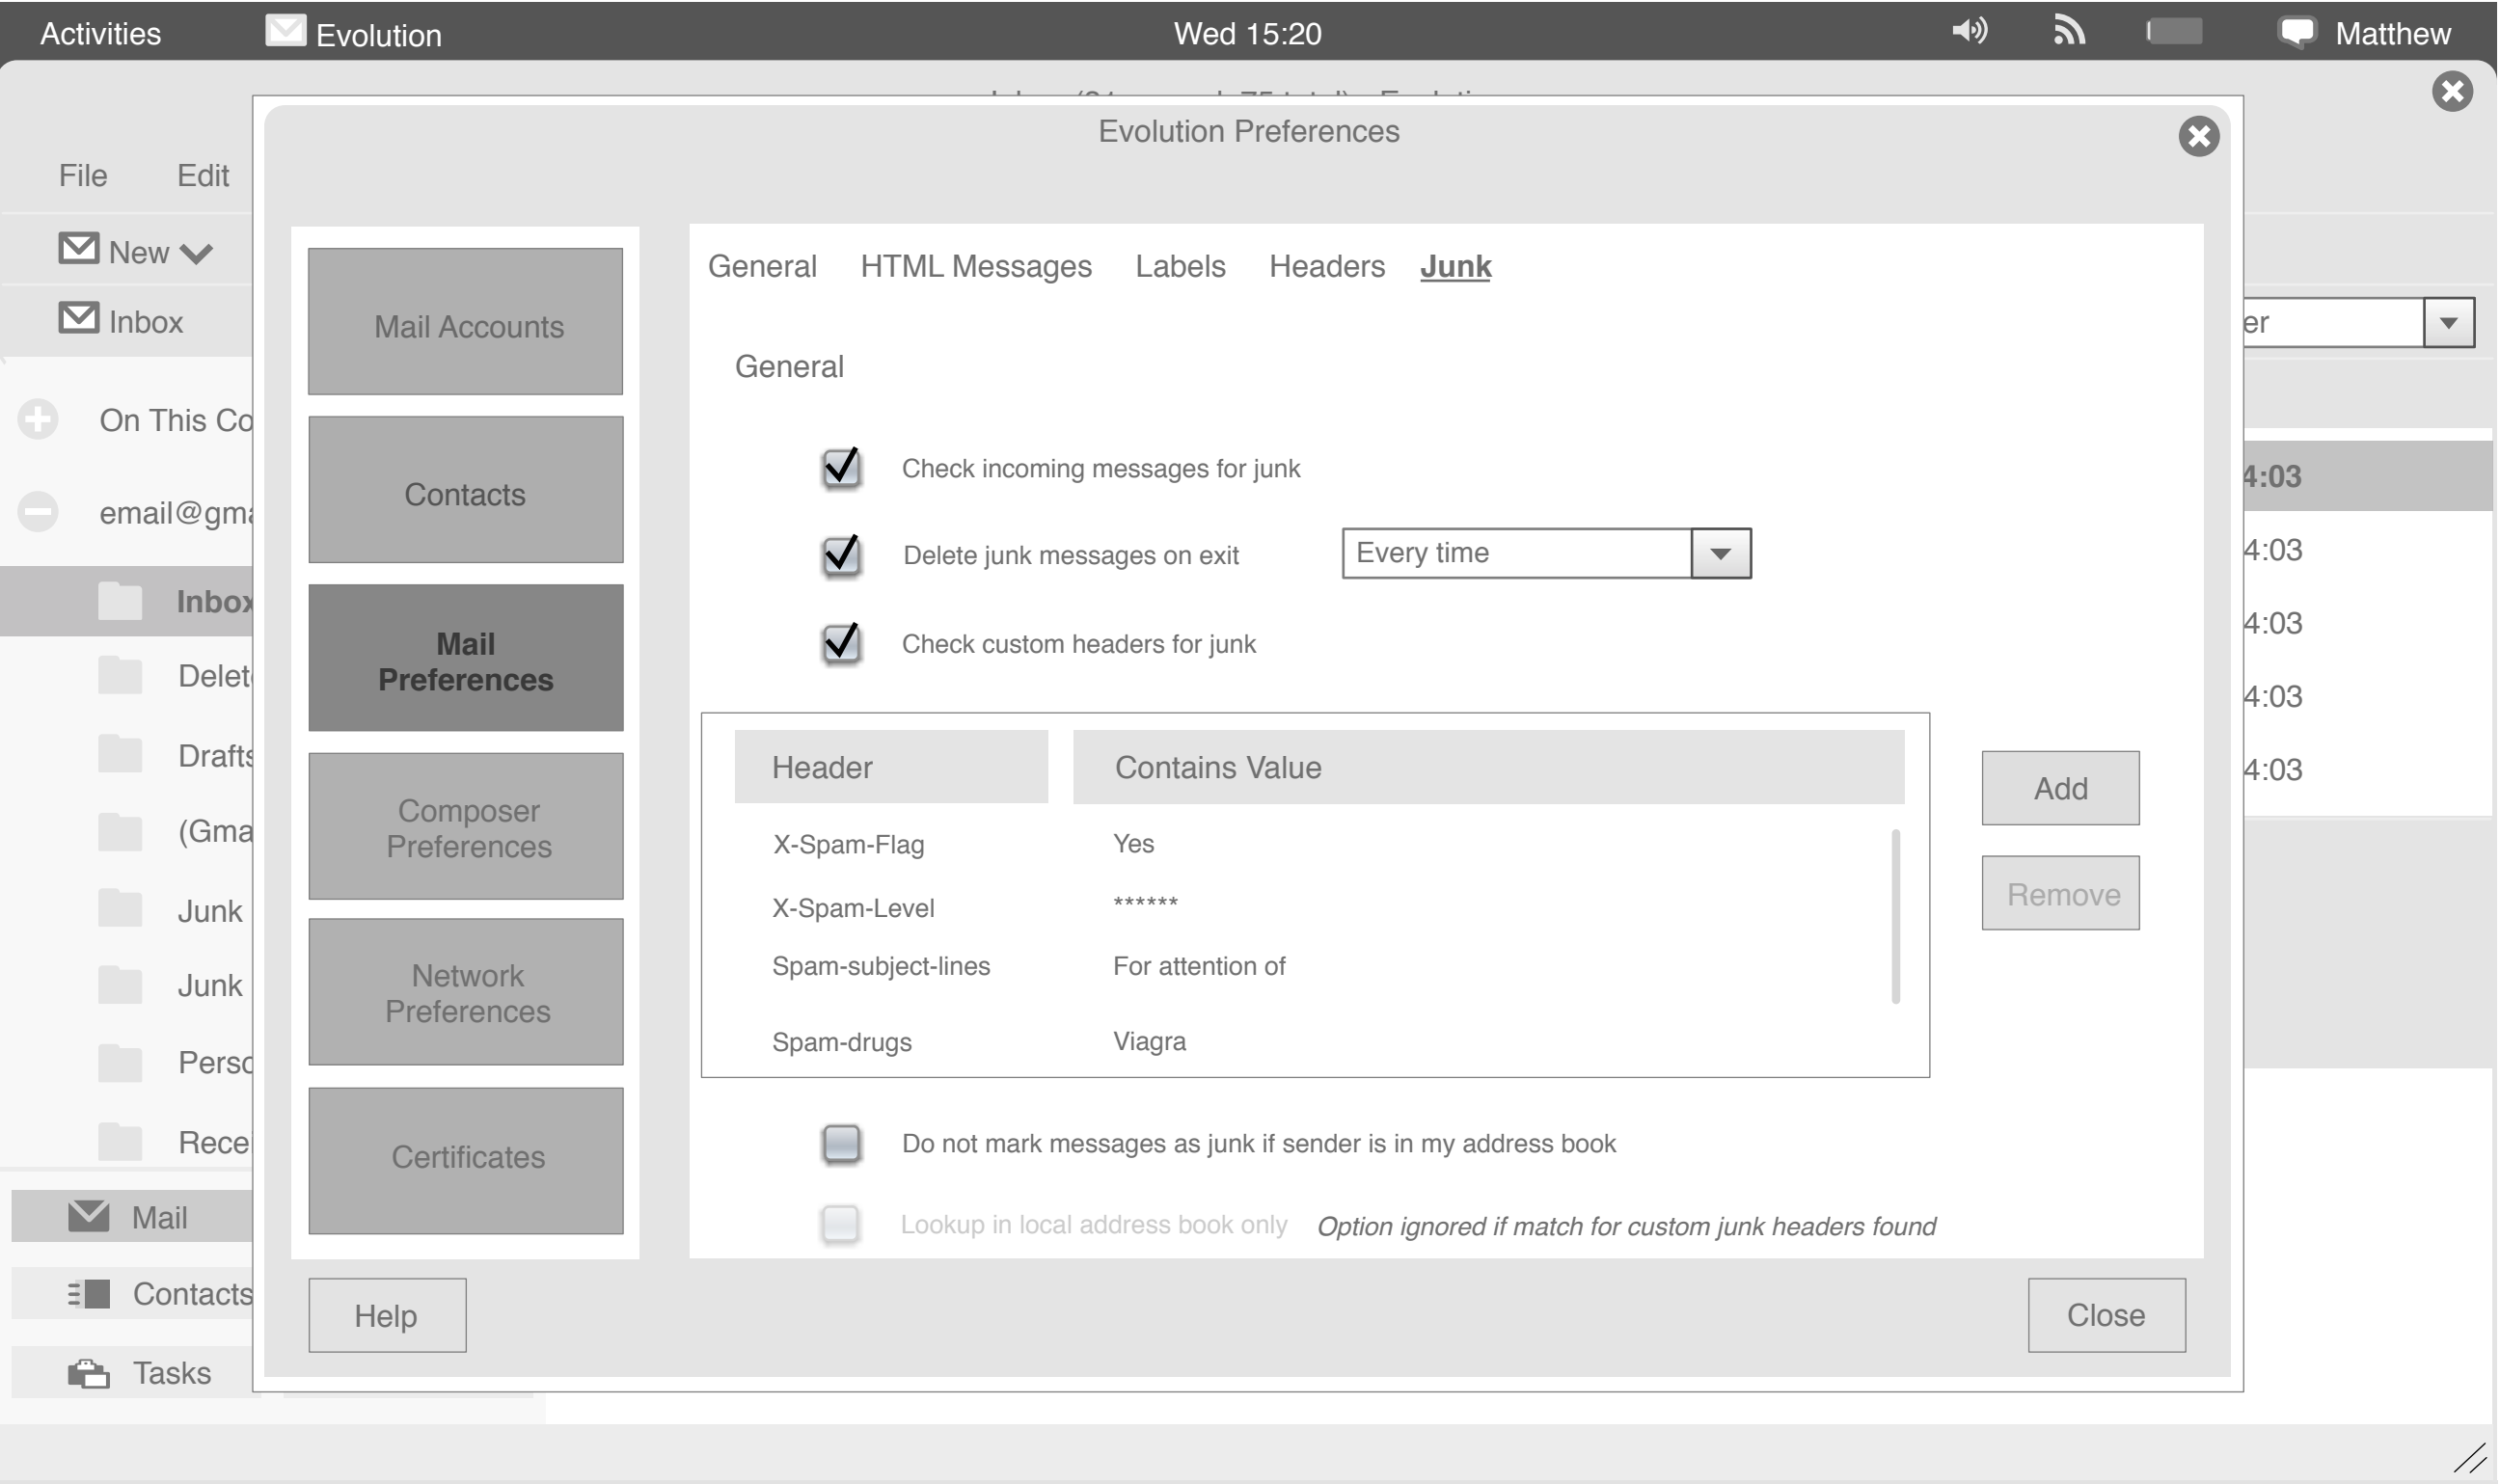 Activities Evolution Wed 15:20 Matthew
Evolution Preferences
File Edit
New
General HTML Messages Labels Headers Junk
Inbox
Mail Accounts
er
General
On This Co
Check incoming messages for junk
4:03
Contacts
email@gma
Delete junk messages on exit Every time
4:03
Inbox
4:03
Mail
Preferences
Check custom headers for junk
Delet
4:03
Drafts
Header Contains Value
4:03
Add
Composer
Preferences
(Gma
X-Spam-Flag Yes
Remove
Junk
X-Spam-Level ******
Spam-subject-lines For attention of
Network
Preferences
Junk
Spam-drugs Viagra
Perso
Recei
Certificates
Do not mark messages as junk if sender is in my address book
Mail
Lookup in local address book only Option ignored if match for custom junk headers found
Contacts
Help Close
Tasks